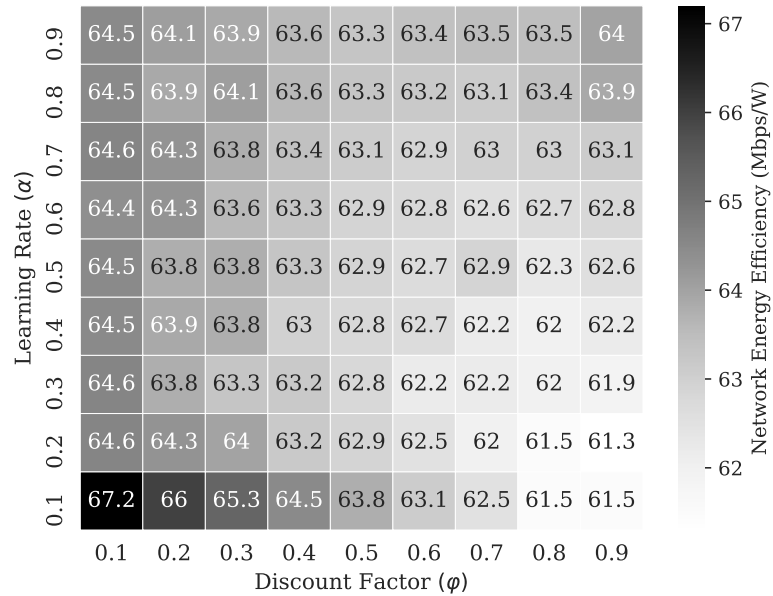 0.9 64.5 64.1 63.9 63.6 63.3 63.4 63.5 63.5 64
0.8 64.5 63.9 64.1 63.6 63.3 63.2 63.1 63.4 63.9
0.7 64.6 64.3 63.8 63.4 63.1 62.9 63 63 63.1
0.6 64.4 64.3 63.6 63.3 62.9 62.8 62.6 62.7 62.8
0.5 64.5 63.8 63.8 63.3 62.9 62.7 62.9 62.3 62.6
0.4 64.5 63.9 63.8 63 62.8 62.7 62.2 62 62.2
0.3 64.6 63.8 63.3 63.2 62.8 62.2 62.2 62 61.9
0.2 64.6 64.3 64 63.2 62.9 62.5 62 61.5 61.3
0.1 67.2 66 65.3 64.5 63.8 63.1 62.5 61.5 61.5
0.1 0.2 0.3 0.4 0.5 0.6 0.7 0.8 0.9
Discount Factor (φ)
Learning Rate (α)
67
66
65
64
63
62
Network Energy Efficiency (Mbps/W)